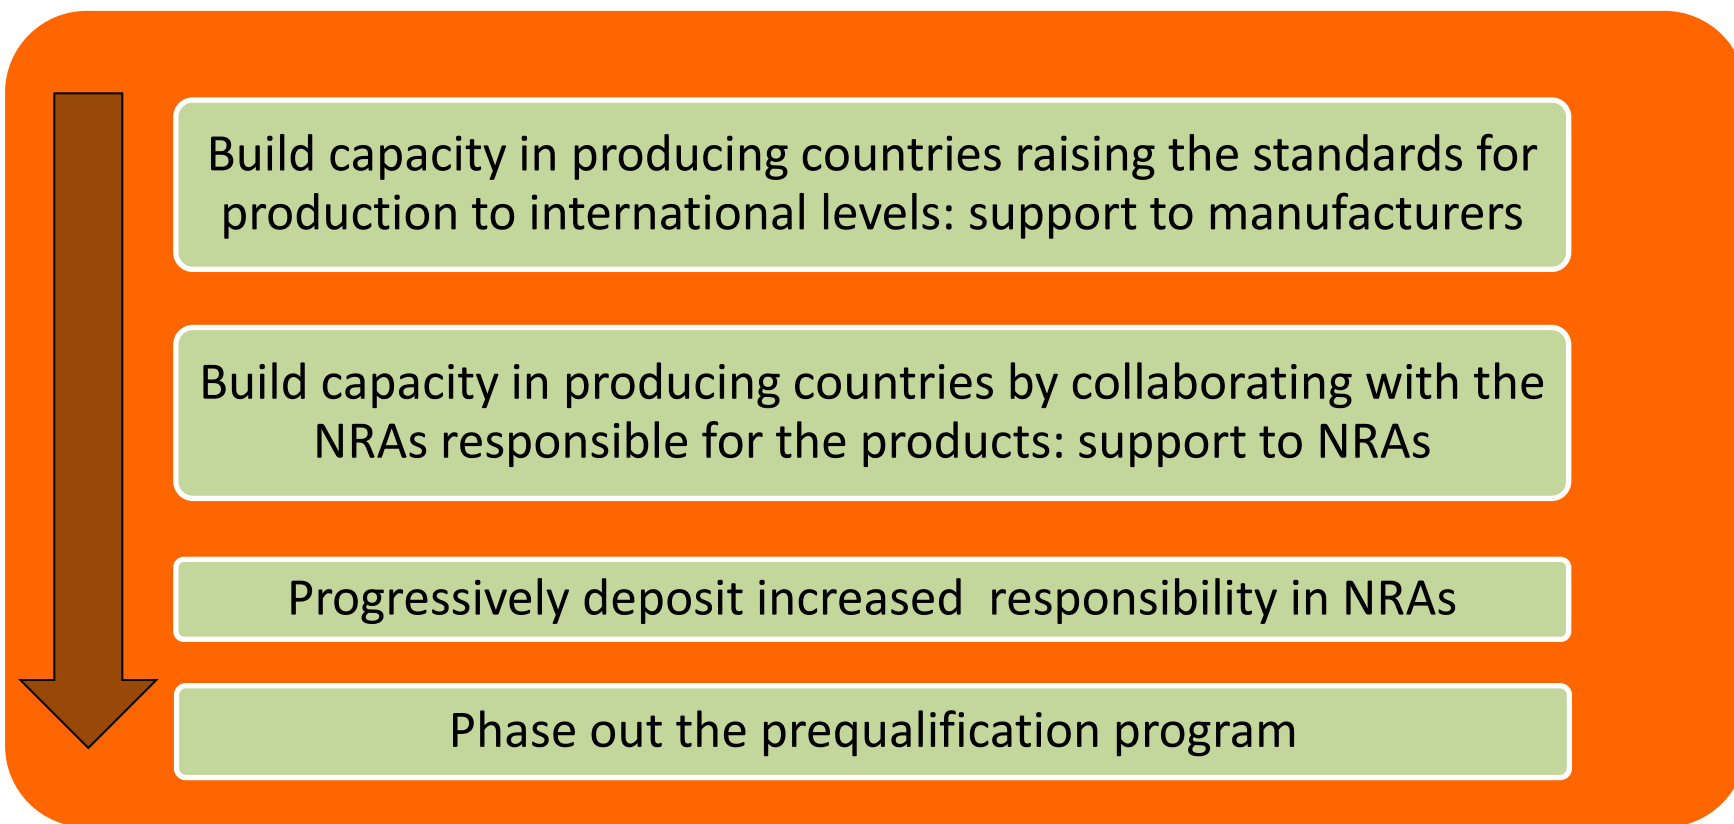 Build capacity in producing countries raising the standards for
production to international levels: support to manufacturers
Build capacity in producing countries by collaborating with the
NRAs responsible for the products: support to NRAs
Progressively deposit increased  responsibility in NRAs
Phase out the prequalification program